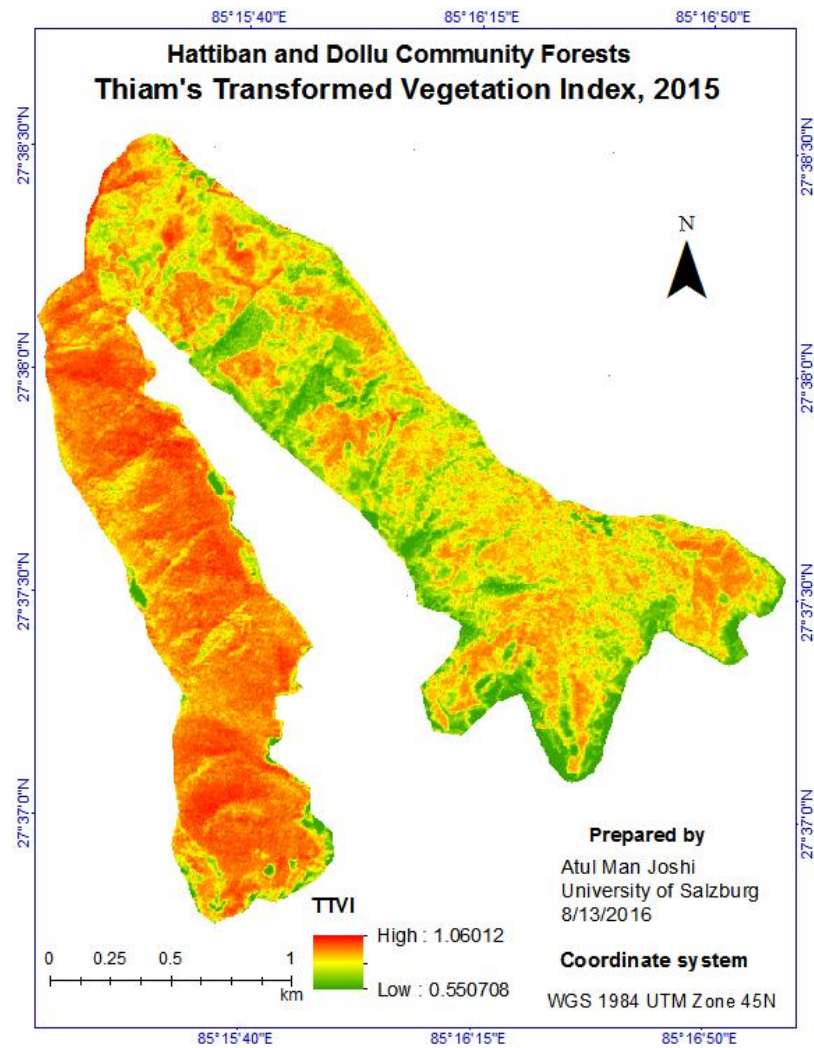 85°15'40"E
85°16'15"E
85°16'50"E
Hattiban and Dollu Community Forests
Thiam's Transformed Vegetation Index, 2015
27°38'30"N
27°38'30"N
N
27°38'0"N
27°38'0"N
27°37'30"N
27°37'30"N
27°37'0"N
27°37'0"N
Prepared by
Atul Man Joshi
University of Salzburg
8/13/2016
TTVI
High : 1.06012
Low : 0.550708
0 0.25 0.5 1
km
Coordinate system
WGS 1984 UTM Zone 45N
85°15'40"E
85°16'15"E
85°16'50"E